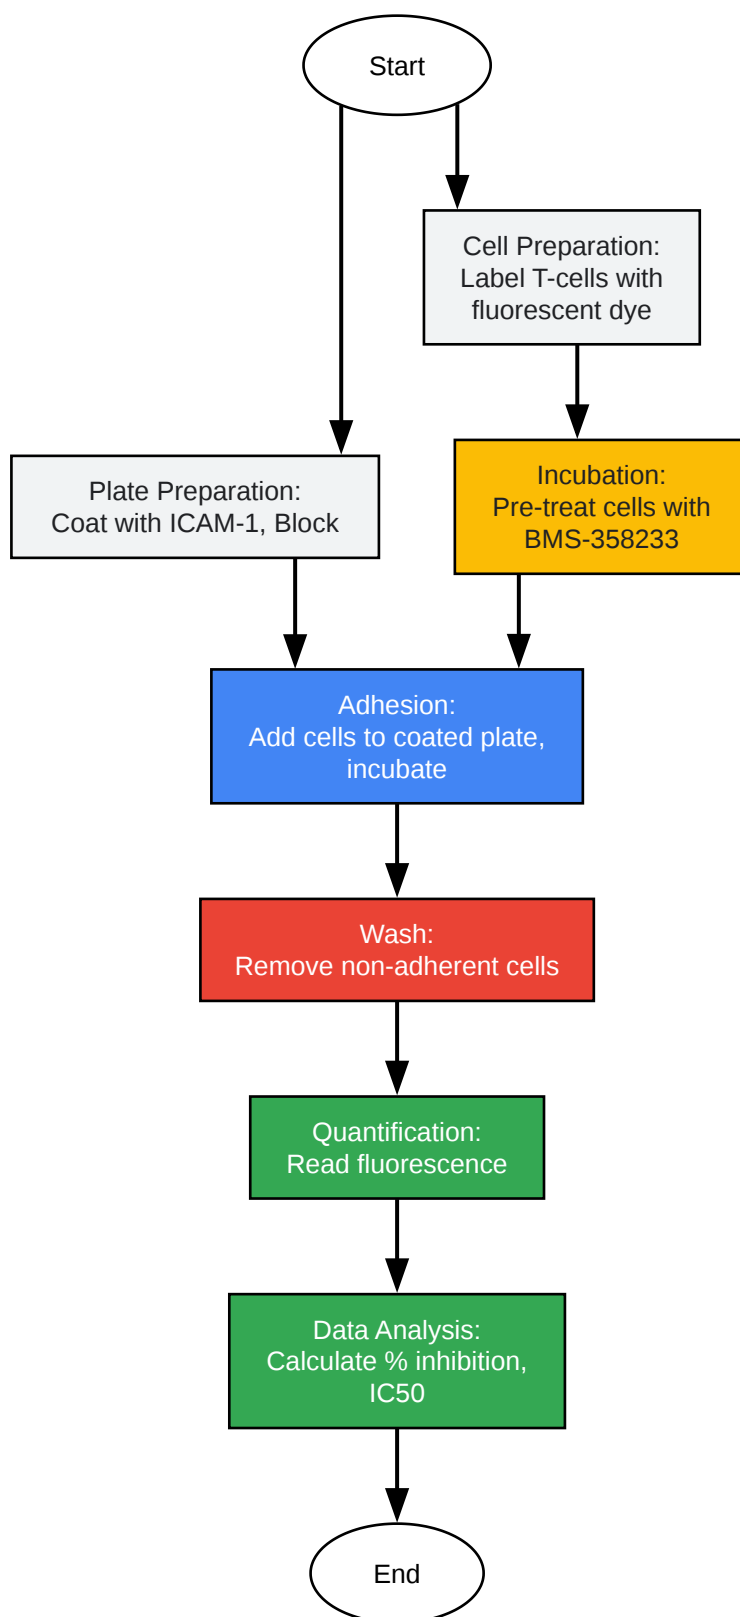 Start
Cell Preparation:
Label T-cells with
fluorescent dye
Plate Preparation:
Coat with ICAM-1, Block
Incubation:
Pre-treat cells with
BMS-358233
Adhesion:
Add cells to coated plate,
incubate
Wash:
Remove non-adherent cells
Quantification:
Read fluorescence
Data Analysis:
Calculate % inhibition,
IC50
End